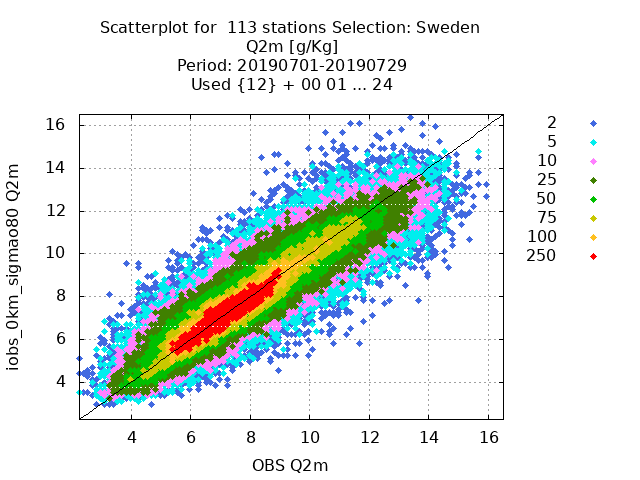 Scatterplot for  113 stations Selection: Sweden
Q2m [g/Kg]
Period: 20190701-20190729
Used {12} + 00 01 ... 24
iobs_0km_sigmao80 Q2m
16
14
12
10
8
6
4
4 6 8 10 12 14 16
OBS Q2m
2
5
10
25
50
75
100
250